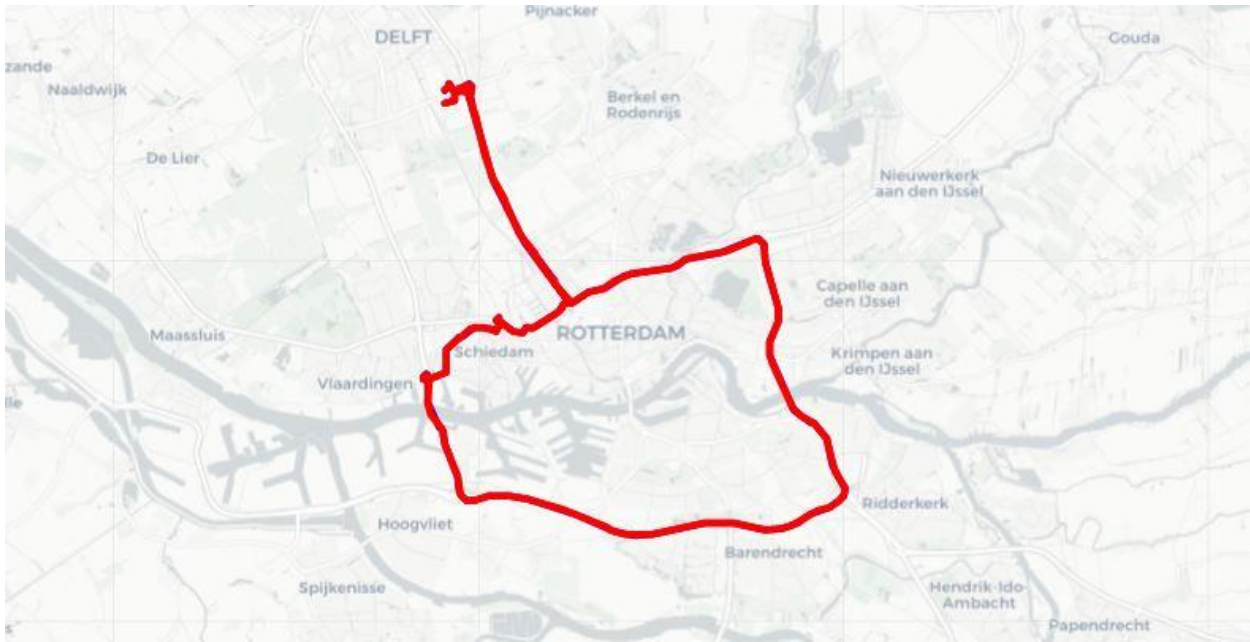 Pijnacker
DELFT
Gouda
zande
Naaldwijk
Berkel en
Rodenrijs
De Lier
Nieuwerkerk
aan den IJssel
Capelle aan
den IJssel
Maassluis
ROTTERDAM
Schiedam
Krimpen aan
den IJssel
Vlaardingen
lle
Ridderkerk
Hoogvliet
Barendrecht
Spijkenisse
Hendrik-Ido-
Ambacht
Papendrecht
s